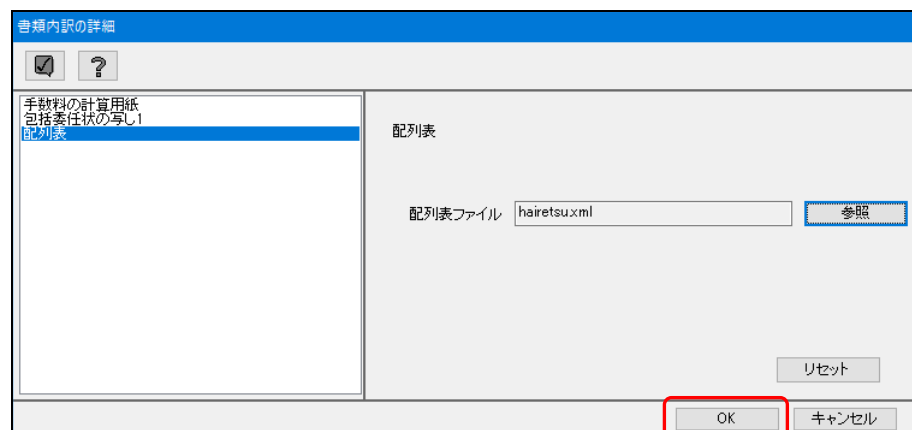 書類内訳の詳細
?
手数料の計算用紙
包括委任状の写し1
配列表
配列表
配列表ファイル hairetsu.xml 参照
リセット
OK キャンセル